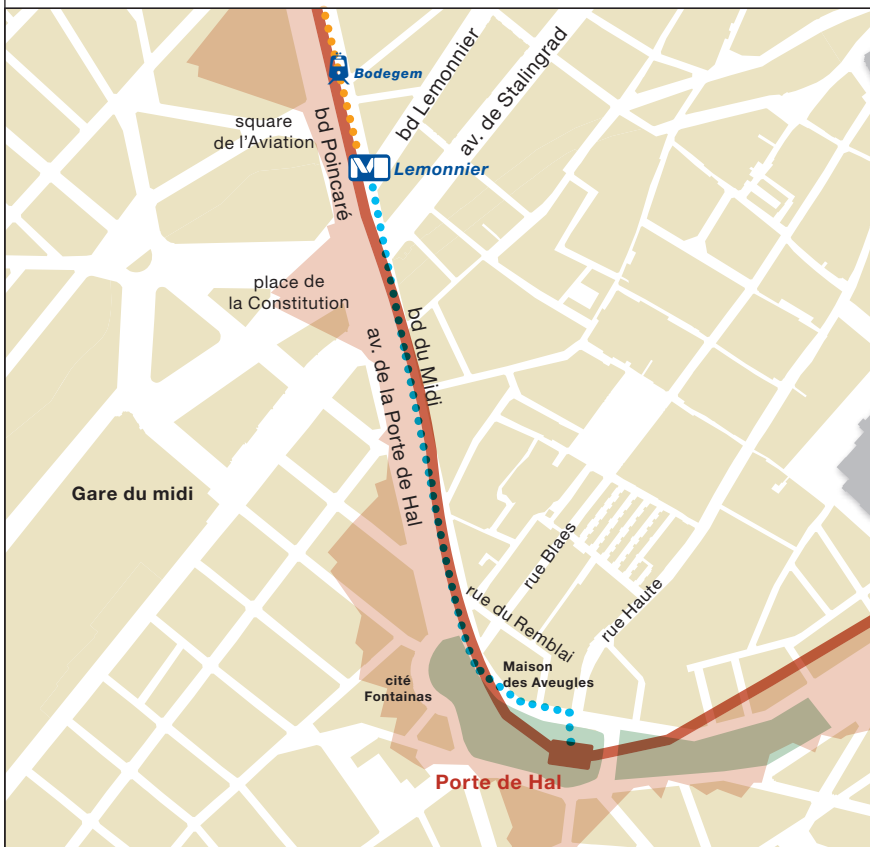 Bodegem
bd Lemonnier
av. de Stalingrad
square
de l'Aviation
bd Poincaré
M
Lemonnier
place de
la Constitution
bd du Midi
av. de la Porte de Hal
Gare du midi
rue Blaes
rue du Remblai
rue Haute
Maison
des Aveugles
cité
Fontainas
Porte de Hal